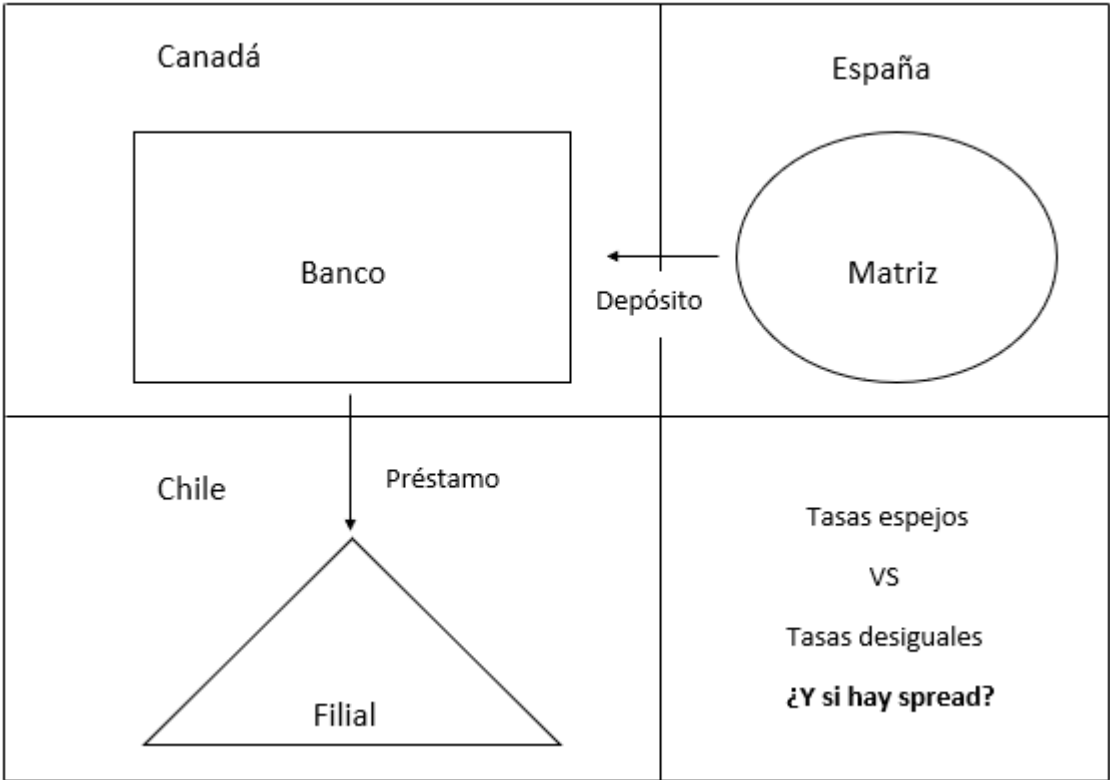 Canadá
España
Banco
Matriz
Depósito
Chile
Préstamo
Filial
Tasas espejos
VS
Tasas desiguales
¿Y si hay spread?